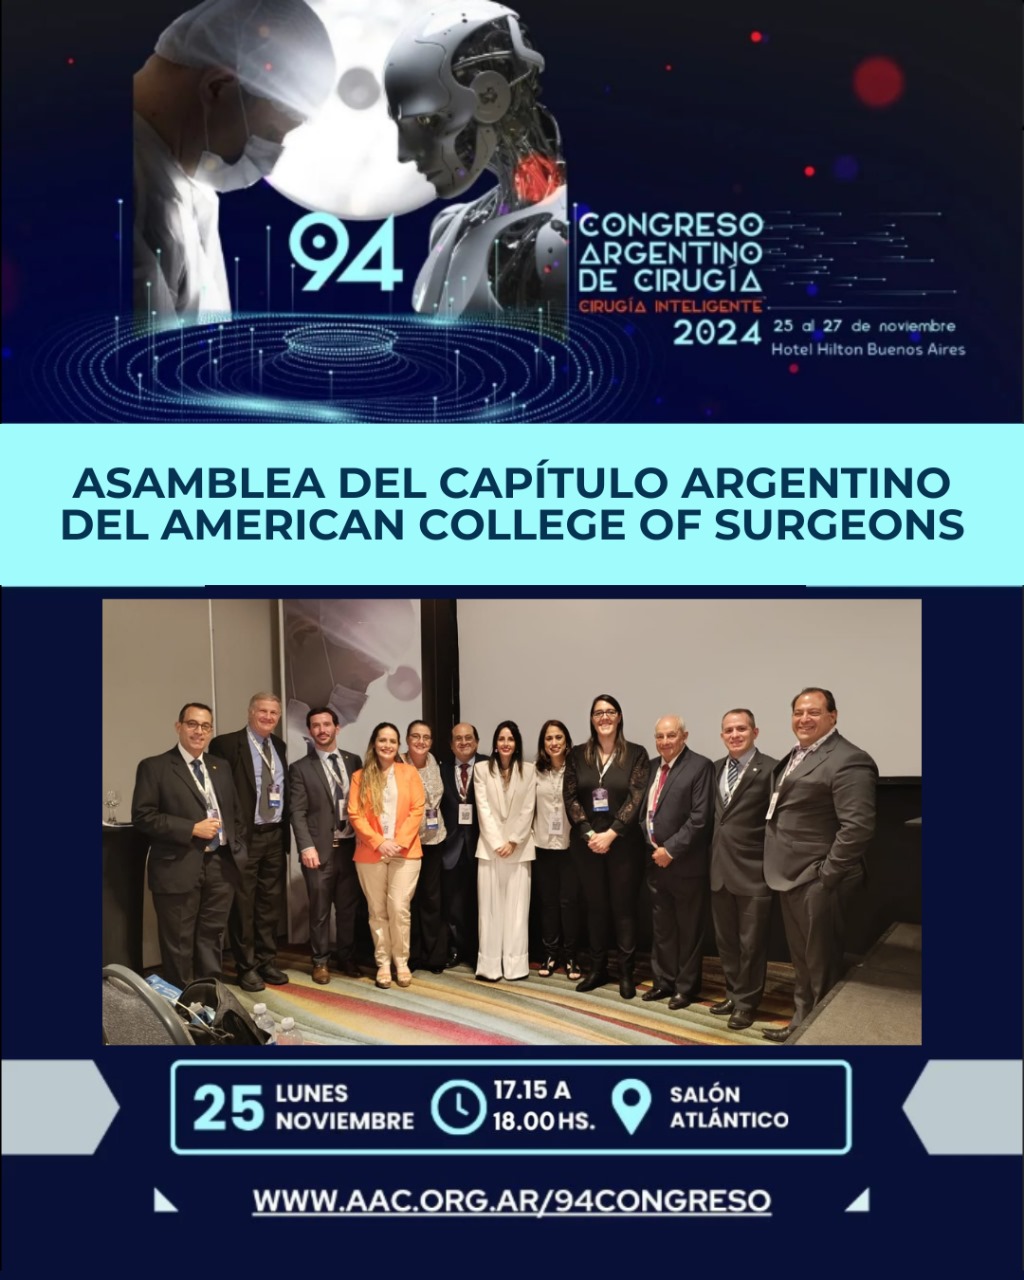 94
CONGRESO
ARGENTINO
DE CIRUGÍA
CIRUGÍA INTELIGENTE
2024
25 al 27 de noviembre
Hotel Hilton Buenos Aires
ASAMBLEA DEL CAPÍTULO ARGENTINO
DEL AMERICAN COLLEGE OF SURGEONS
25
LUNES
NOVIEMBRE
17.15 A
18.00 HS.
SALÓN
ATLÁNTICO
WWW.AAC.ORG.AR/94CONGRESO